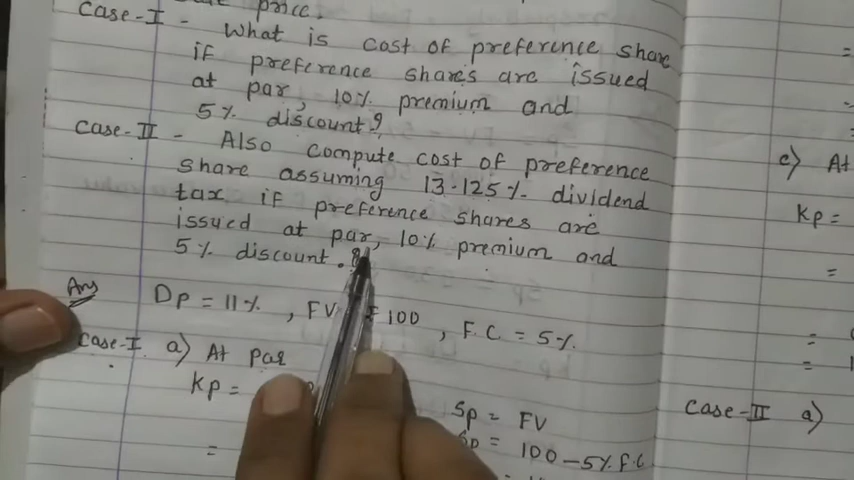 price.
Case-I - What is cost of preference share
if preference shares are issued
at par, 10% premium and
5% discount?
Case-II - Also compute cost of preference
share assuming 13.125% dividend
tax if preference shares are
issued at par, 10% premium and
5% discount.
Ans
Dp = 11%, FV ₹100, F.C. = 5%.
Case-I a) At par
Kp =
Sp = FV
= 100 - 5% F.C
=
c) At
Kp =
=
=
=
Case-II a)